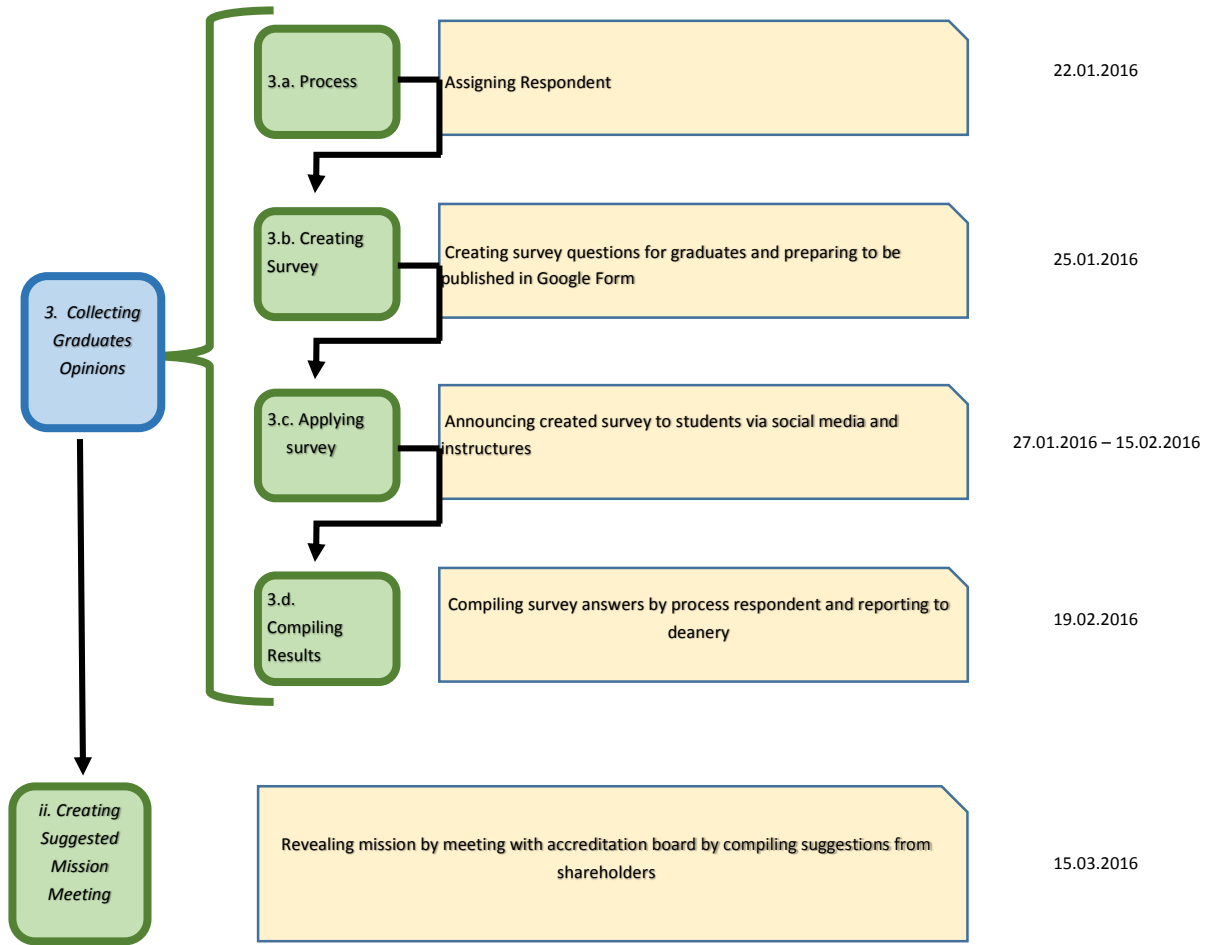 3.a. Process
Assigning Respondent
22.01.2016
3.b. Creating
Survey
Creating survey questions for graduates and preparing to be
published in Google Form
25.01.2016
3. Collecting
Graduates
Opinions
3.c. Applying
survey
Announcing created survey to students via social media and
instructures
27.01.2016 – 15.02.2016
3.d.
Compiling
Results
Compiling survey answers by process respondent and reporting to
deanery
19.02.2016
ii. Creating
Suggested
Mission
Meeting
Revealing mission by meeting with accreditation board by compiling suggestions from
shareholders
15.03.2016